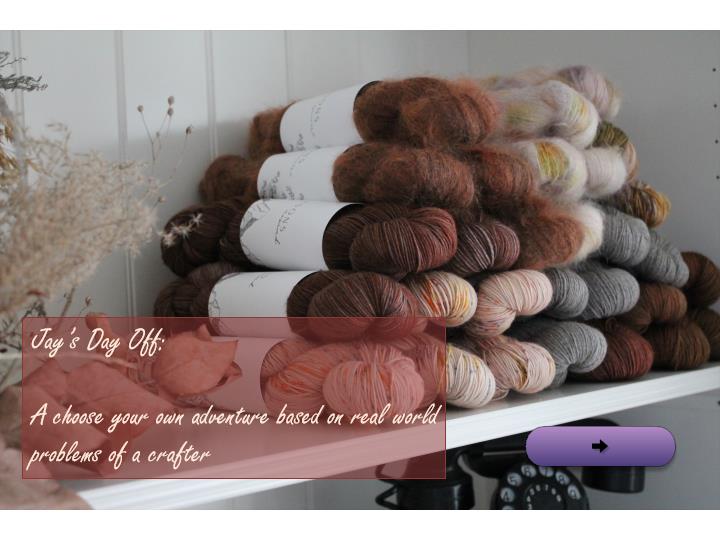 Jay's Day Off:
A choose your own adventure based on real world
problems of a crafter